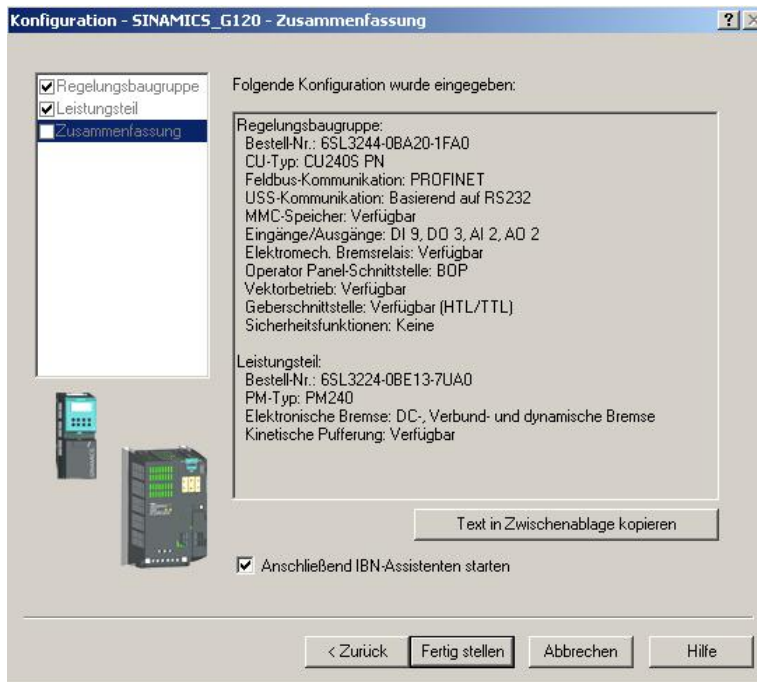 Konfiguration - SINAMICS_G120 - Zusammenfassung
Regelungsbaugruppe
Leistungsteil
Zusammenfassung
Folgende Konfiguration wurde eingegeben:
Regelungsbaugruppe:
Bestell-Nr.: 6SL3244-0BA20-1FA0
CU-Typ: CU240S PN
Feldbus-Kommunikation: PROFINET
USS-Kommunikation: Basierend auf RS232
MMC-Speicher: Verfügbar
Eingänge/Ausgänge: DI 9, DO 3, AI 2, AO 2
Elektromech. Bremsrelais: Verfügbar
Operator Panel-Schnittstelle: BOP
Vektorbetrieb: Verfügbar
Geberschnittstelle: Verfügbar (HTL/TTL)
Sicherheitsfunktionen: Keine
Leistungsteil:
Bestell-Nr.: 6SL3224-0BE13-7UA0
PM-Typ: PM240
Elektronische Bremse: DC-, Verbund- und dynamische Bremse
Kinetische Pufferung: Verfügbar
Text in Zwischenablage kopieren
Anschließend IBN-Assistenten starten
< Zurück
Fertig stellen
Abbrechen
Hilfe